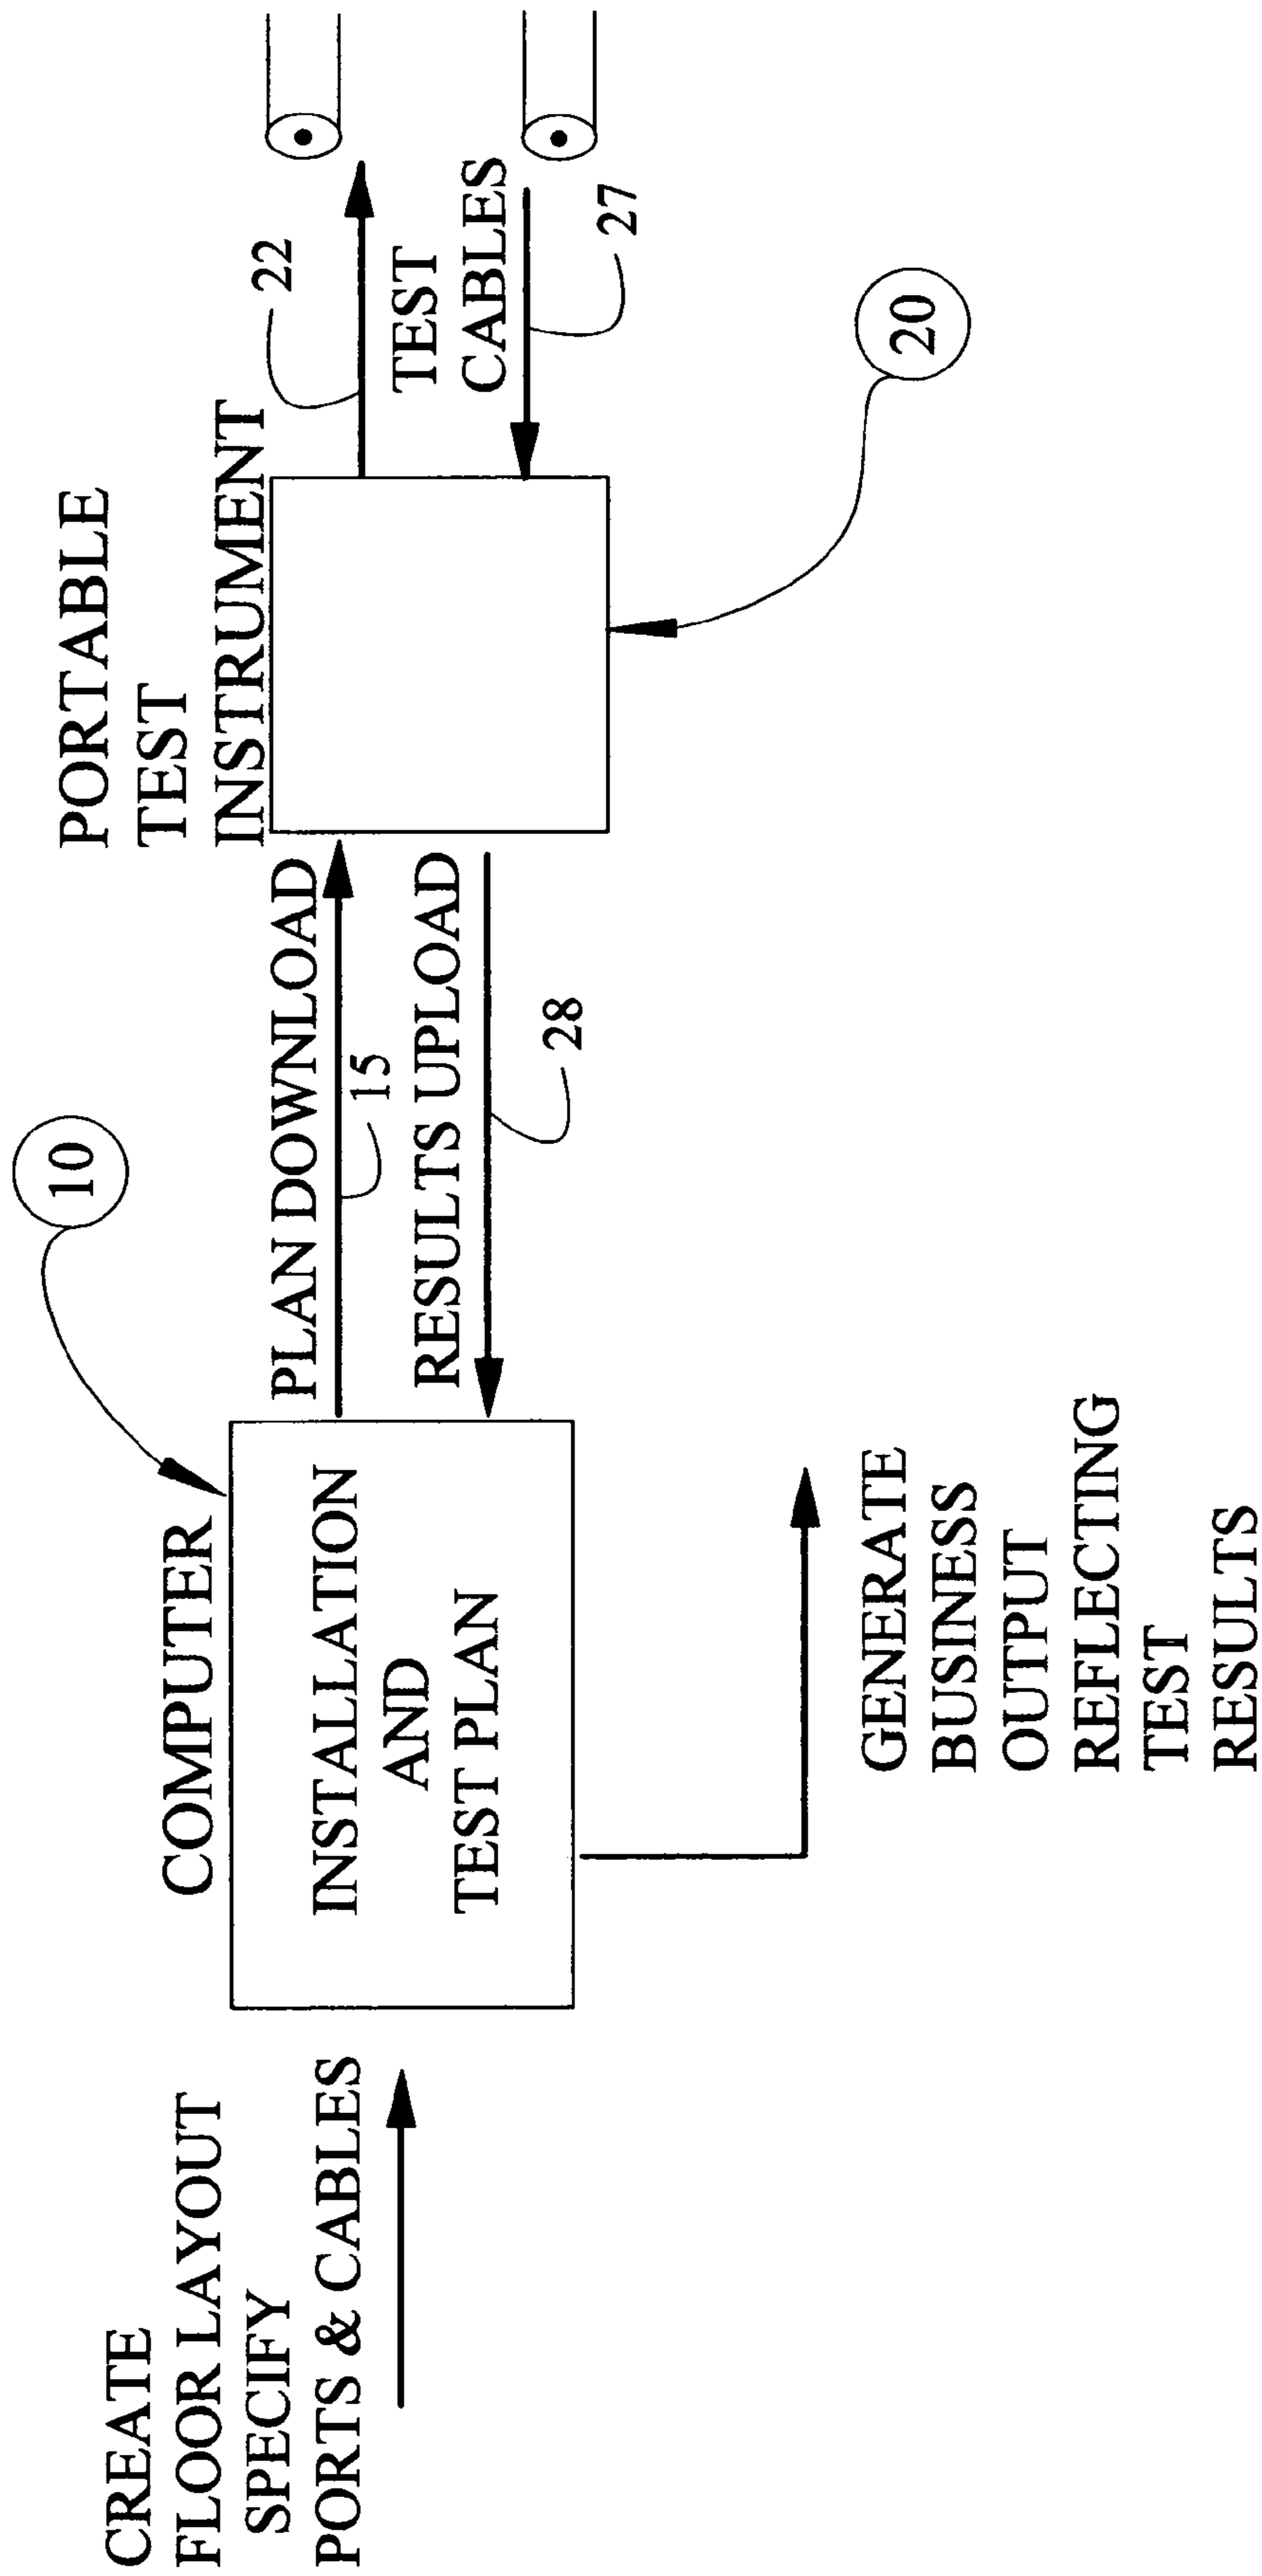 CREATE
FLOOR LAYOUT
SPECIFY
PORTS & CABLES
COMPUTER
10
INSTALLATION
AND
TEST PLAN
PLAN DOWNLOAD
15
RESULTS UPLOAD
28
GENERATE
BUSINESS
OUTPUT
REFLECTING
TEST
RESULTS
PORTABLE
TEST
INSTRUMENT
20
22
TEST
CABLES
27